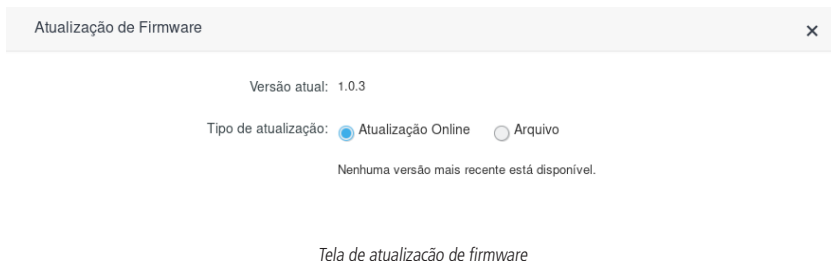 Atualização de Firmware
Versão atual: 1.0.3
Tipo de atualização: Atualização Online Arquivo
Nenhuma versão mais recente está disponível.
Tela de atualização de firmware